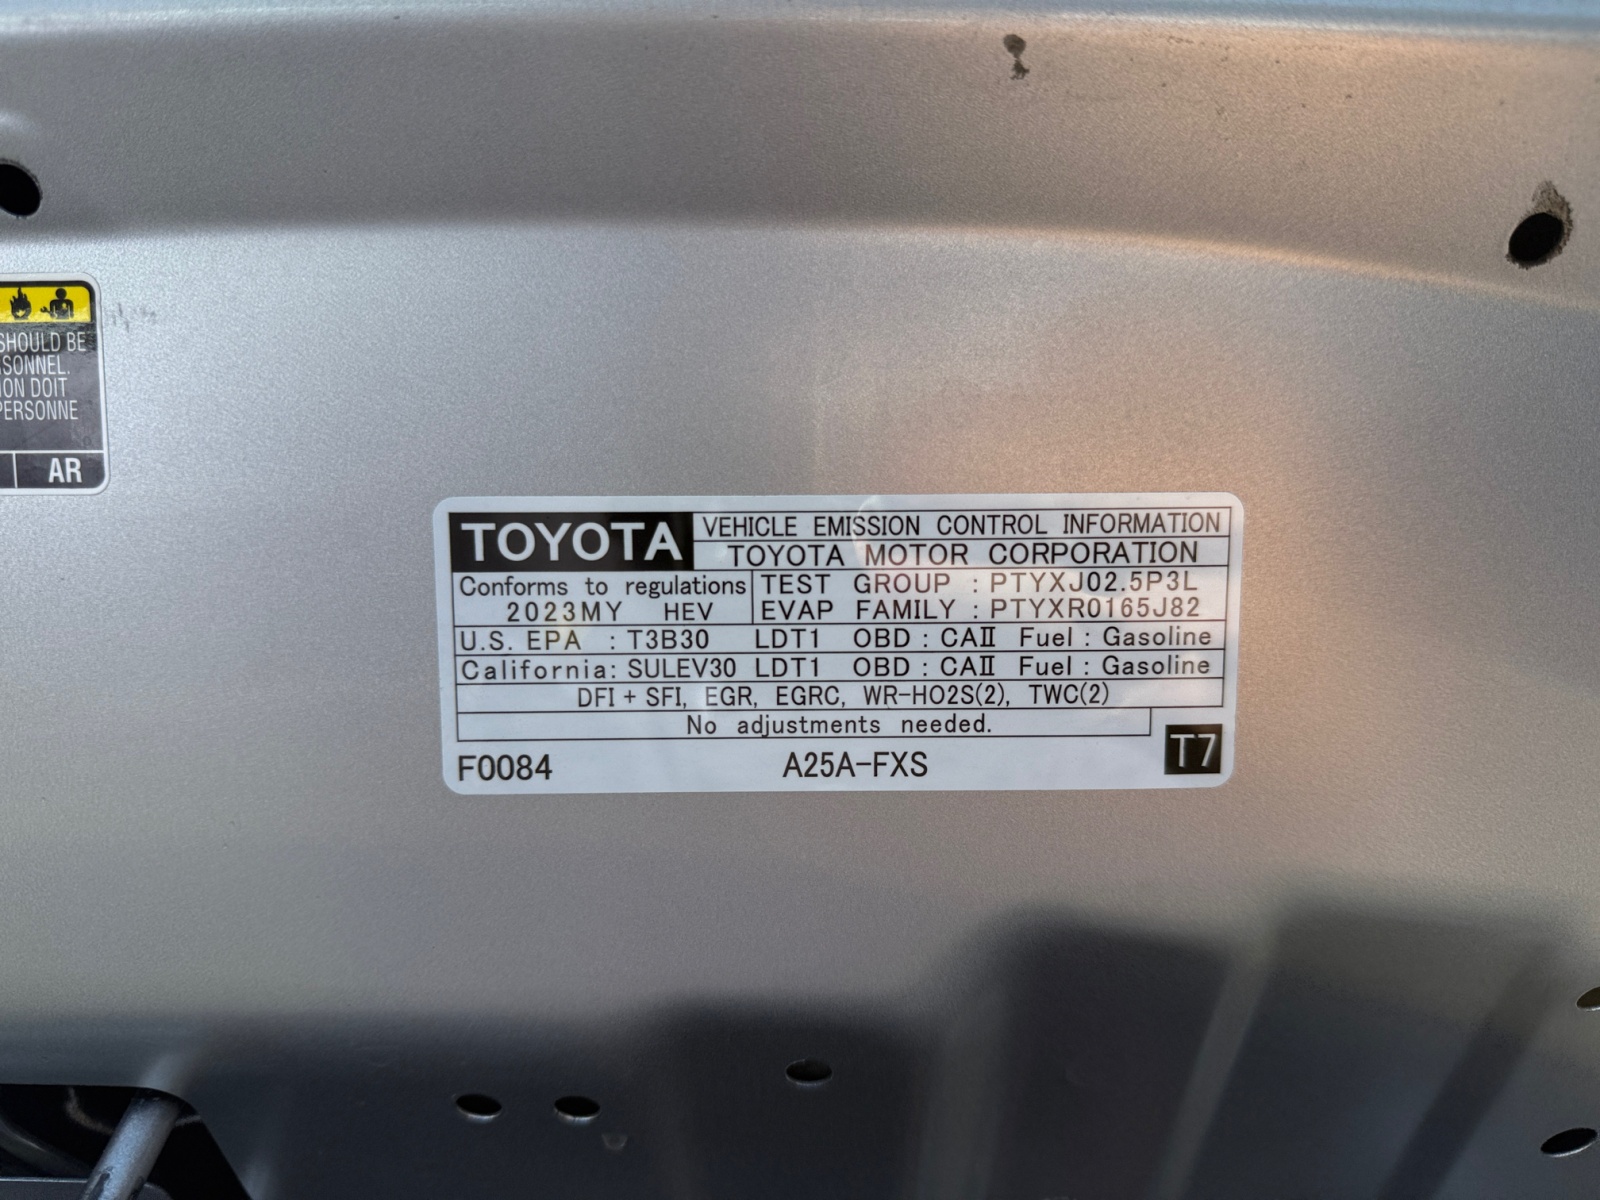 SHOULD BE
SONNEL.
ION DOIT
PERSONNE
AR
TOYOTA
VEHICLE EMISSION CONTROL INFORMATION
TOYOTA MOTOR CORPORATION
Conforms to regulations
2023MY HEV
TEST GROUP : PTYXJ02.5P3L
EVAP FAMILY : PTYXR0165J82
U.S. EPA : T3B30 LDT1 OBD : CAⅡ Fuel : Gasoline
California: SULEV30 LDT1 OBD : CAⅡ Fuel : Gasoline
DFI + SFI, EGR, EGRC, WR-HO2S(2), TWC(2)
No adjustments needed.
F0084 A25A-FXS T7